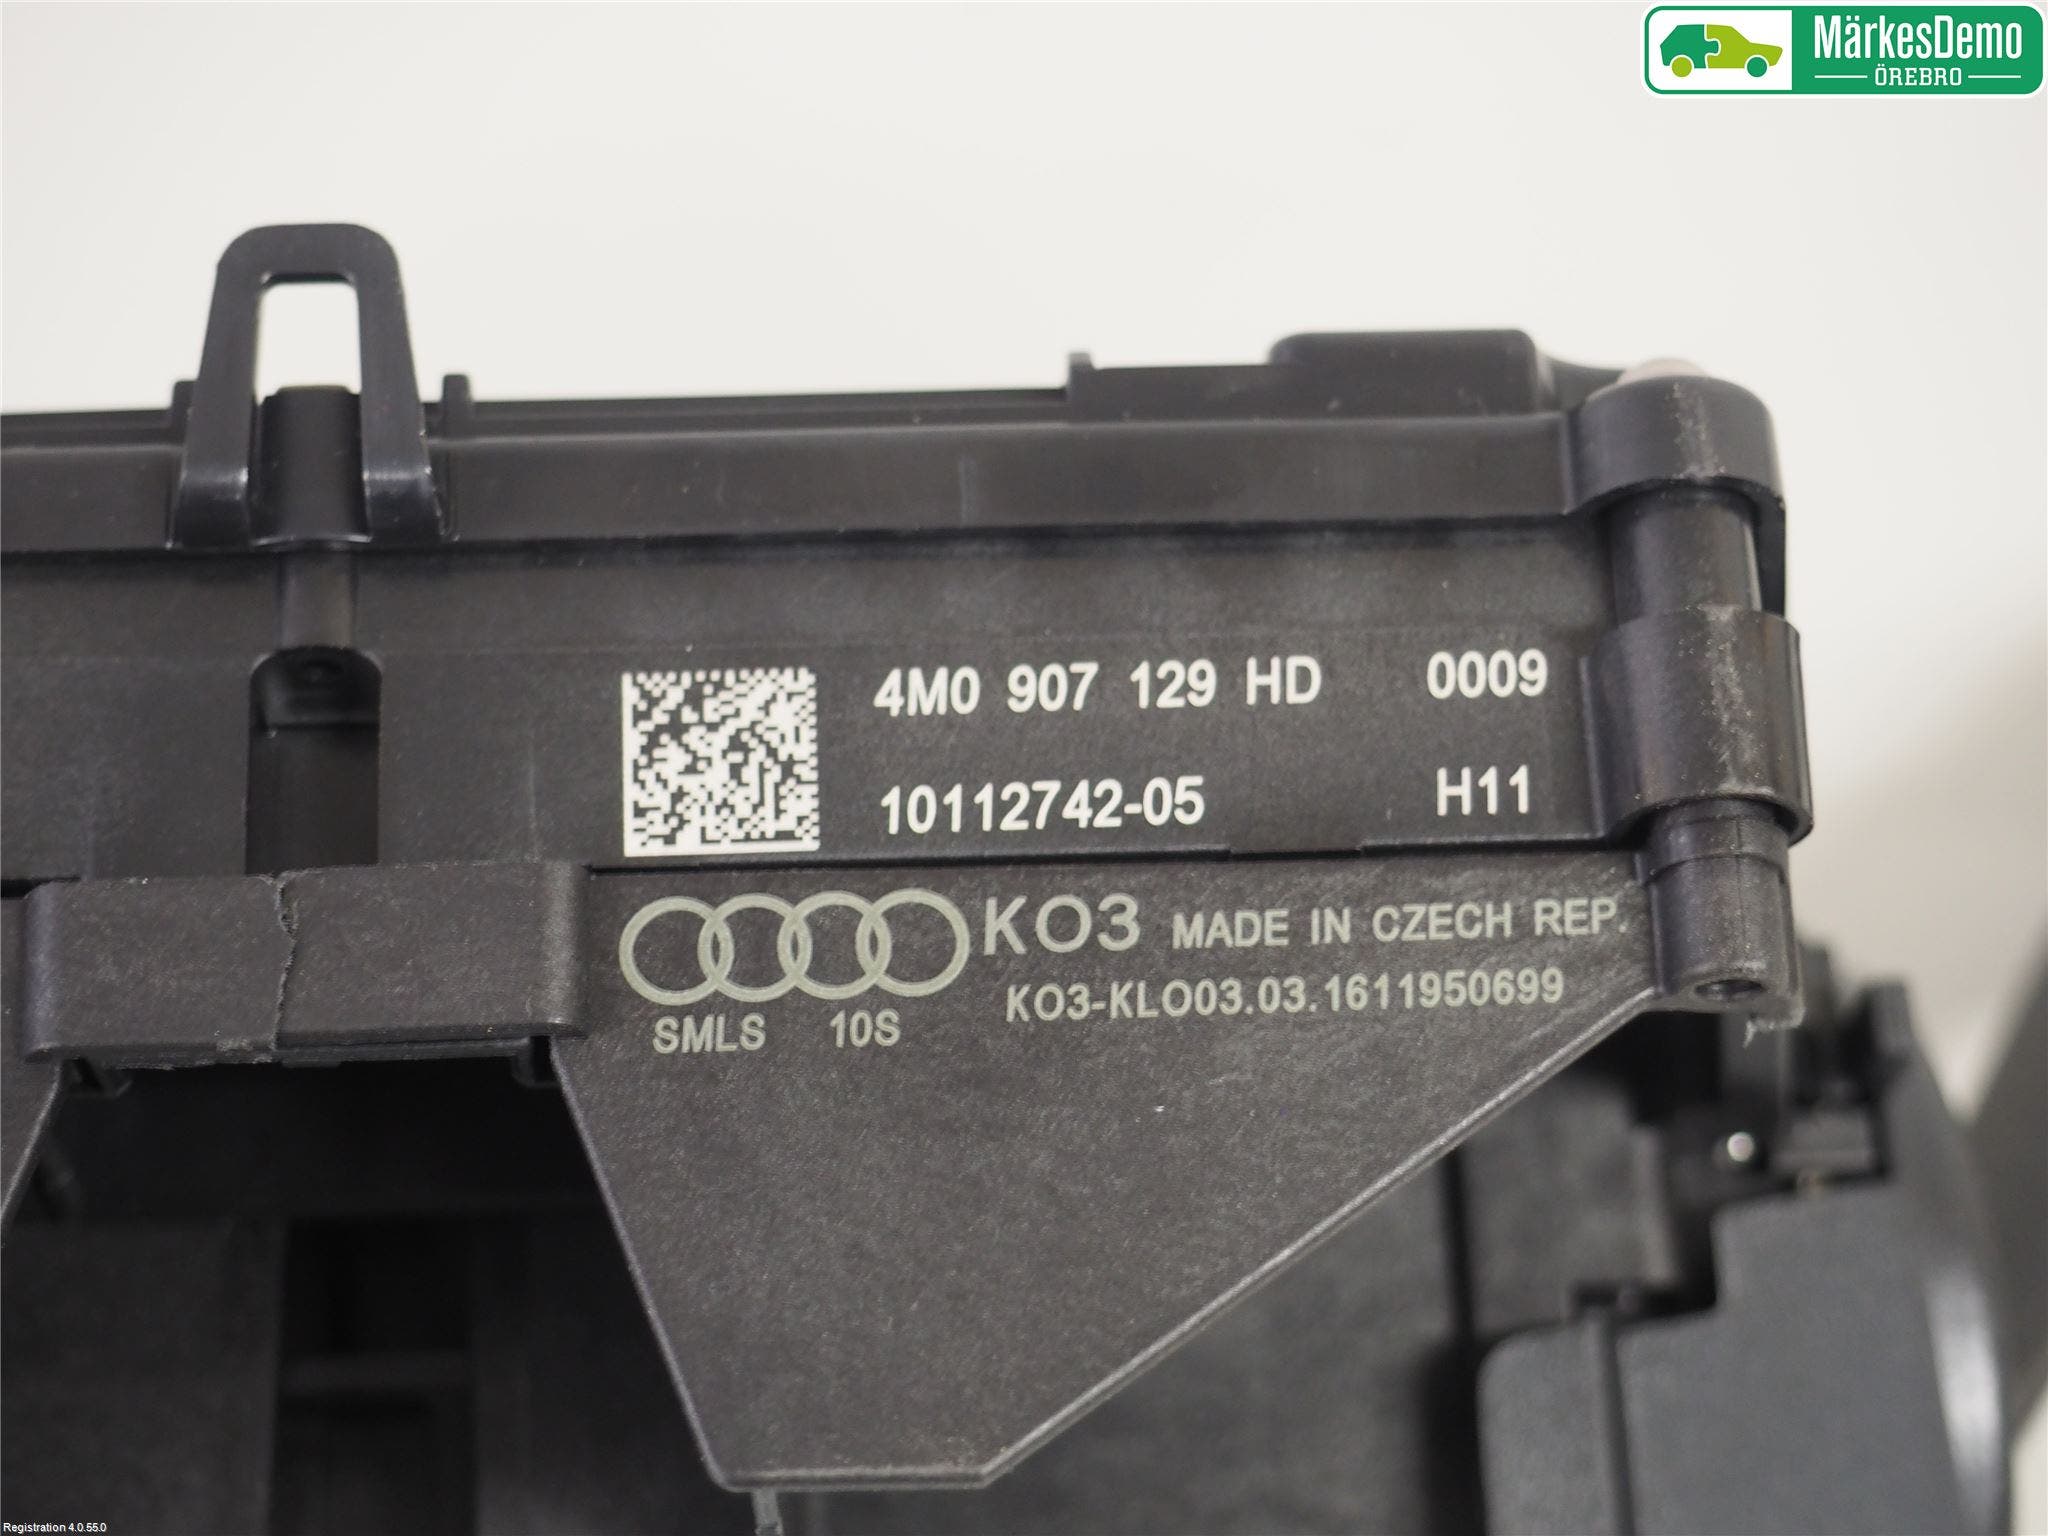 MärkesDemo
ÖREBRO
4M0 907 129 HD 0009
10112742-05 H11
KO3 MADE IN CZECH REP.
KO3-KLO03.03.1611950699
SMLS 10S
Registration 4.0.55.0